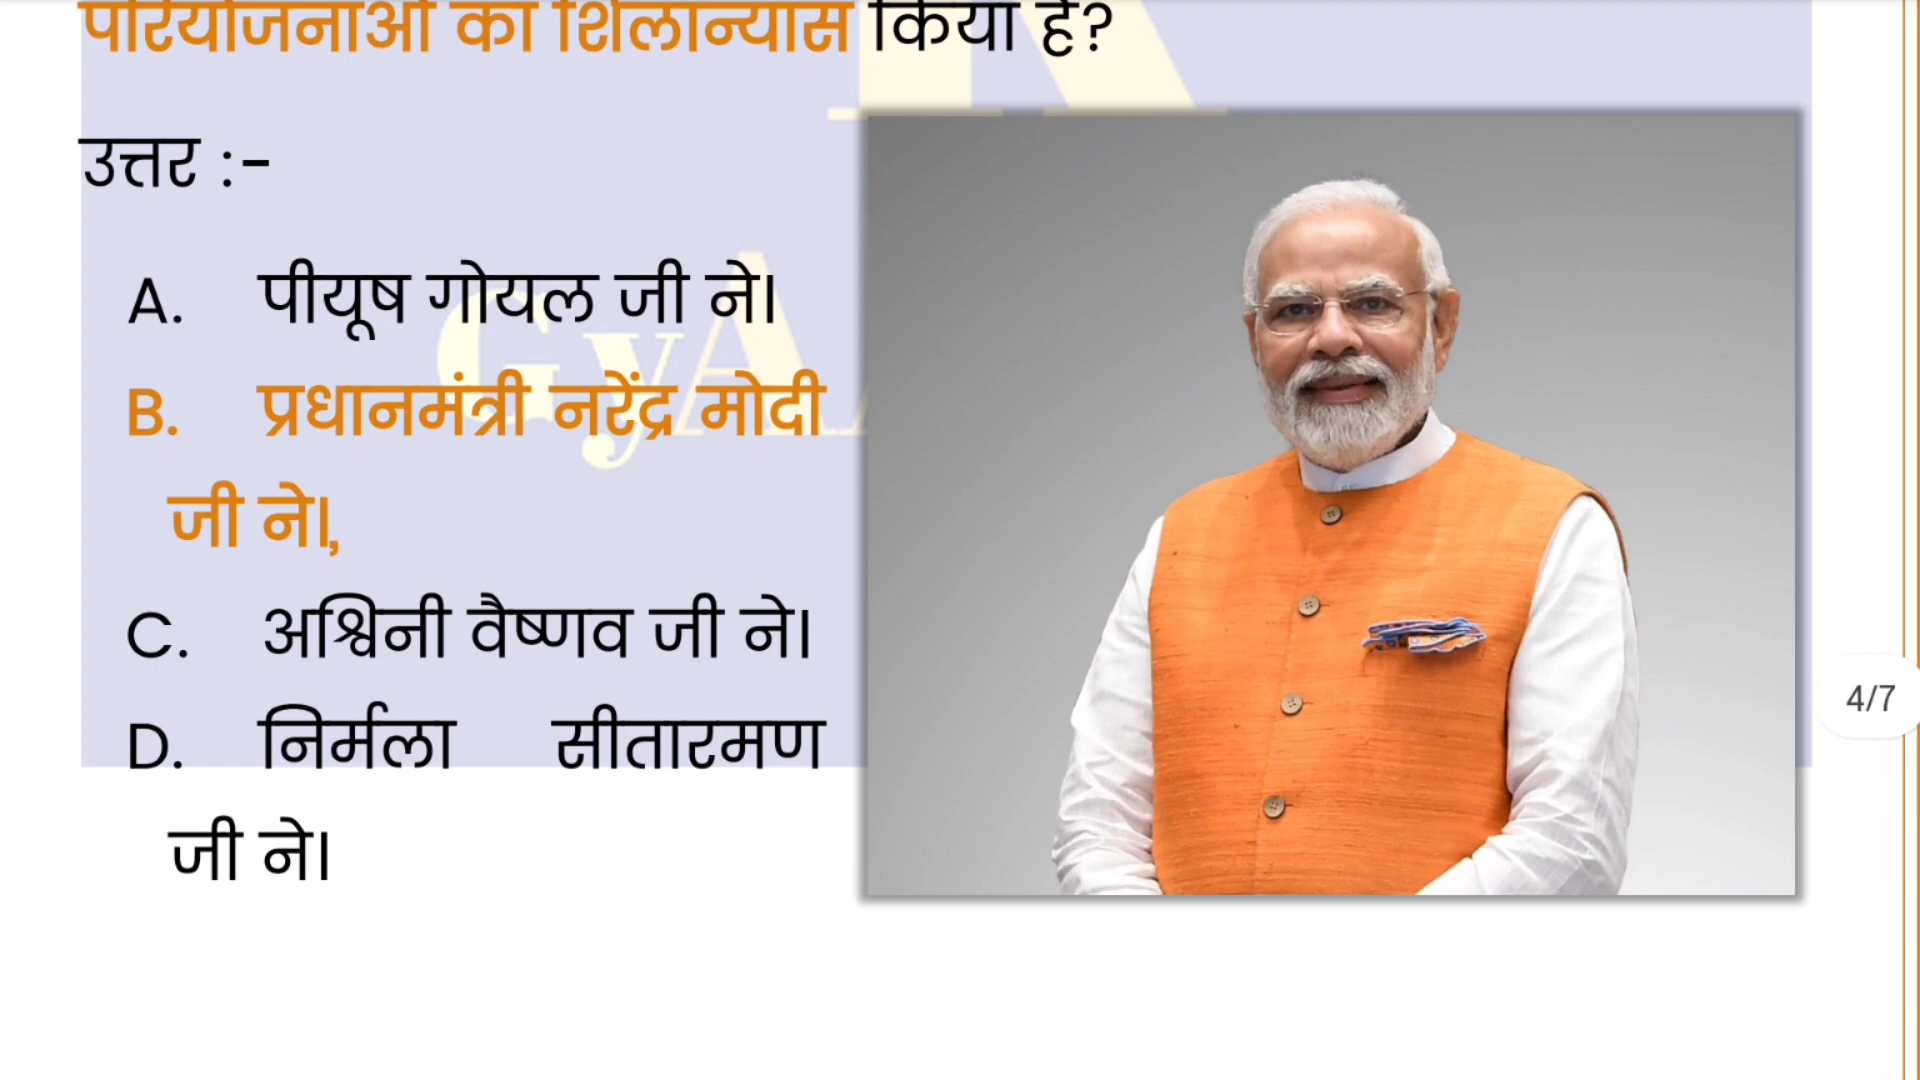 परियोजनाओं का शिलान्यास किया है?
उत्तर :-
A. पीयूष गोयल जी ने।
B. प्रधानमंत्री नरेंद्र मोदी
जी ने।,
C. अश्विनी वैष्णव जी ने।
D. निर्मला सीतारमण
जी ने।
4/7